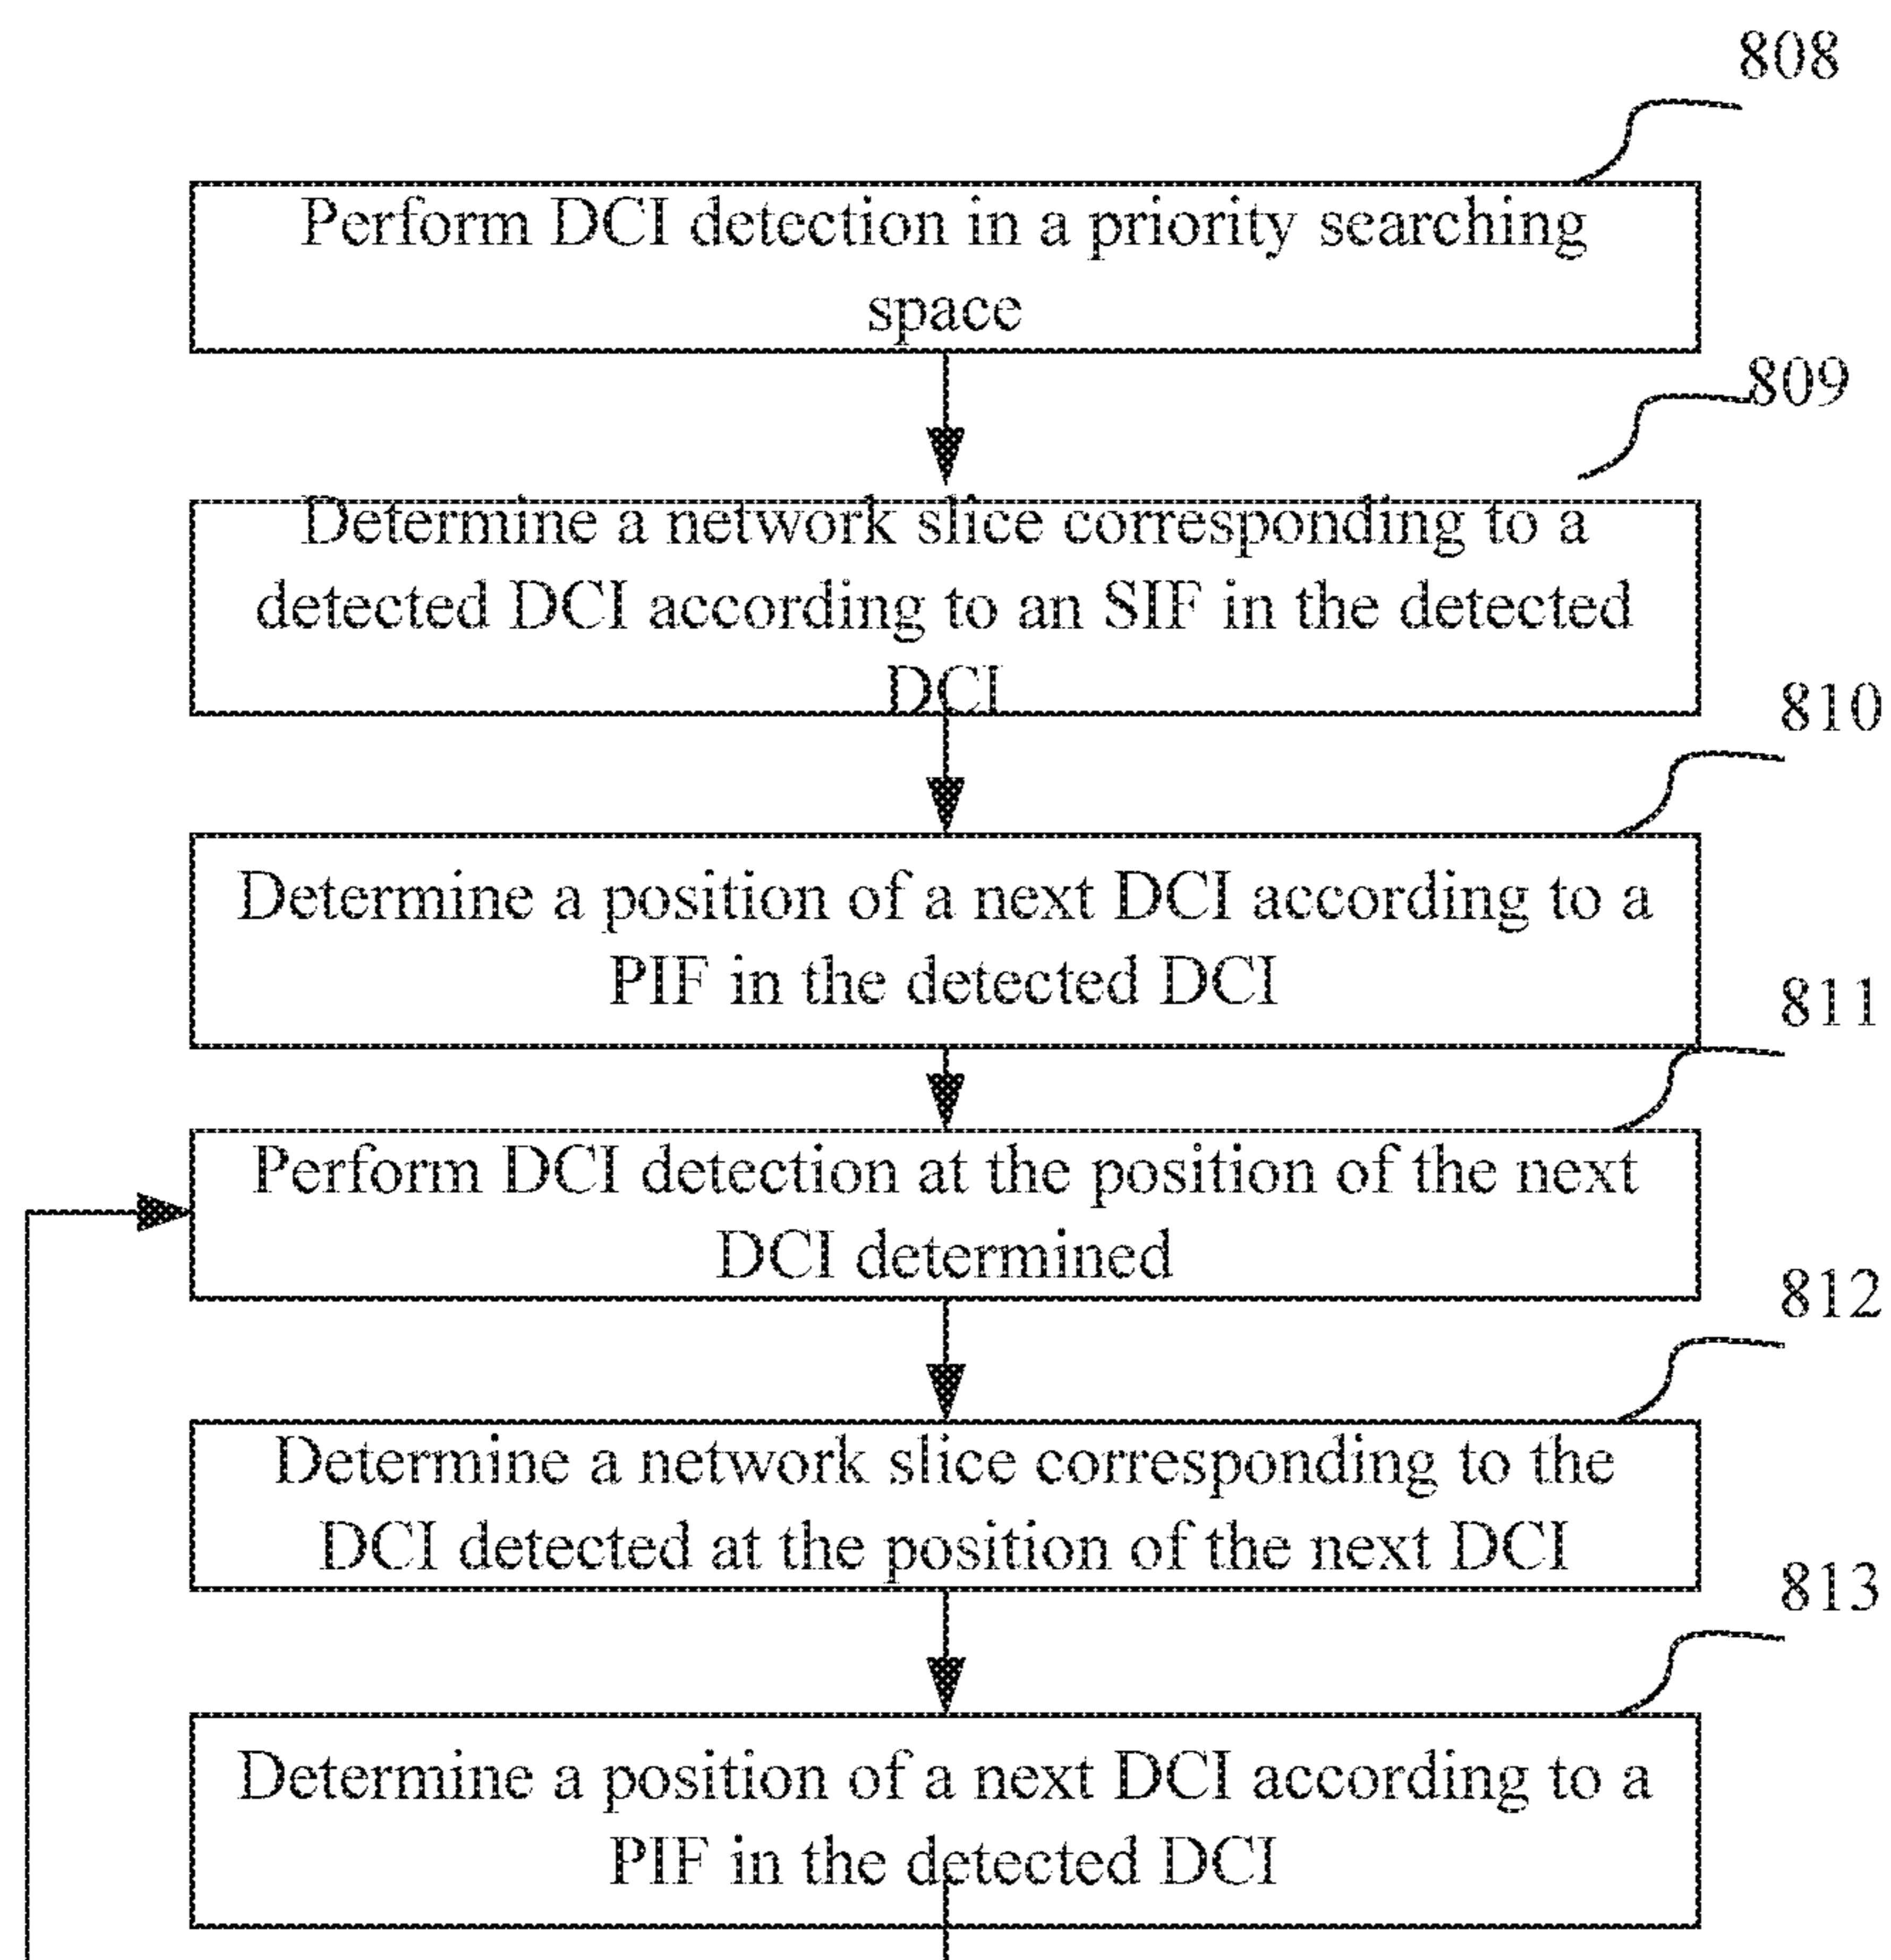 808
Perform DCI detection in a priority searching
space
809
Determine a network slice corresponding to a
detected DCI according to an SIF in the detected
DCI
810
Determine a position of a next DCI according to a
PIF in the detected DCI
811
Perform DCI detection at the position of the next
DCI determined
812
Determine a network slice corresponding to the
DCI detected at the position of the next DCI
813
Determine a position of a next DCI according to a
PIF in the detected DCI